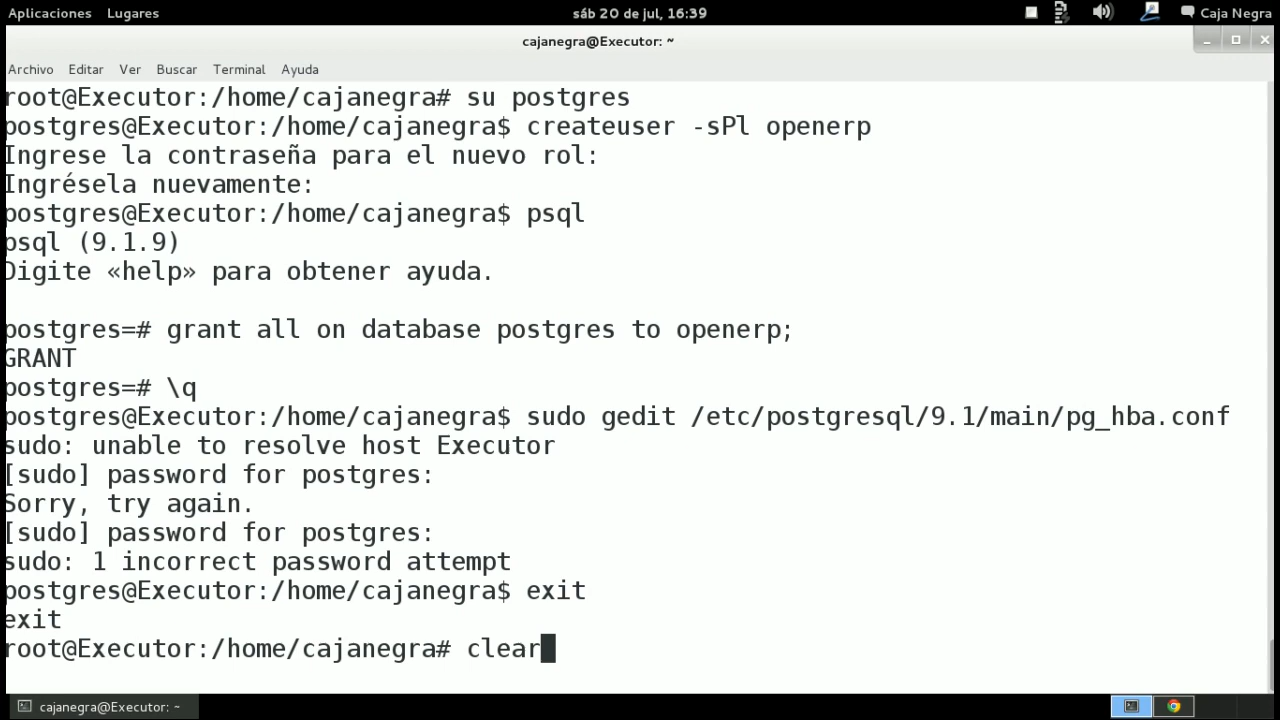 Aplicaciones Lugares sáb 20 de jul, 16:39 Caja Negra
cajanegra@Executor: ~
Archivo Editar Ver Buscar Terminal Ayuda
root@Executor:/home/cajanegra# su postgres
postgres@Executor:/home/cajanegra$ createuser -sPl openerp
Ingrese la contraseña para el nuevo rol:
Ingrésela nuevamente:
postgres@Executor:/home/cajanegra$ psql
psql (9.1.9)
Digite «help» para obtener ayuda.
postgres=# grant all on database postgres to openerp;
GRANT
postgres=# \q
postgres@Executor:/home/cajanegra$ sudo gedit /etc/postgresql/9.1/main/pg_hba.conf
sudo: unable to resolve host Executor
[sudo] password for postgres:
Sorry, try again.
[sudo] password for postgres:
sudo: 1 incorrect password attempt
postgres@Executor:/home/cajanegra$ exit
exit
root@Executor:/home/cajanegra# clear
cajanegra@Executor: ~